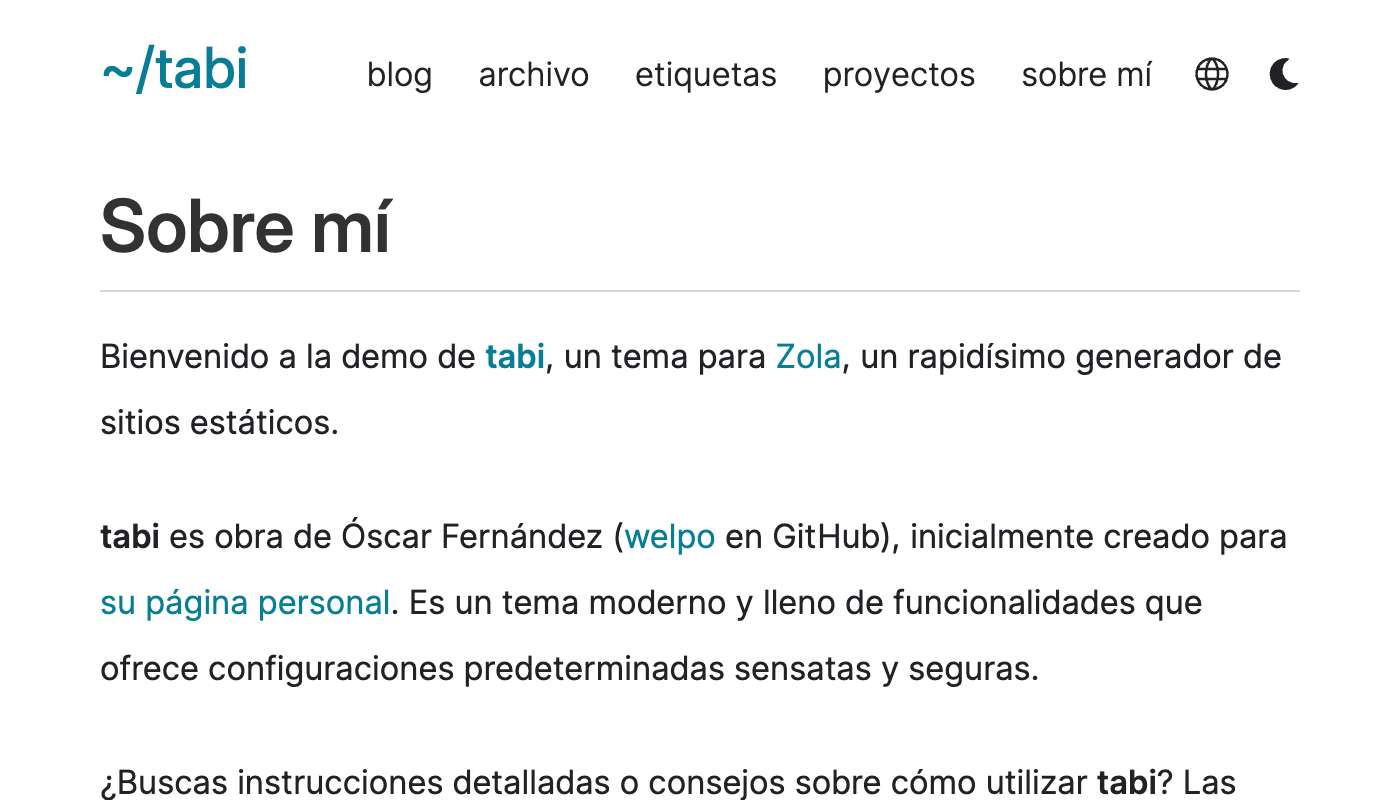 ~/tabi
blog archivo etiquetas proyectos sobre mí
Sobre mí
Bienvenido a la demo de tabi, un tema para Zola, un rapidísimo generador de
sitios estáticos.
tabi es obra de Óscar Fernández (welpo en GitHub), inicialmente creado para
su página personal. Es un tema moderno y lleno de funcionalidades que
ofrece configuraciones predeterminadas sensatas y seguras.
¿Buscas instrucciones detalladas o consejos sobre cómo utilizar tabi? Las